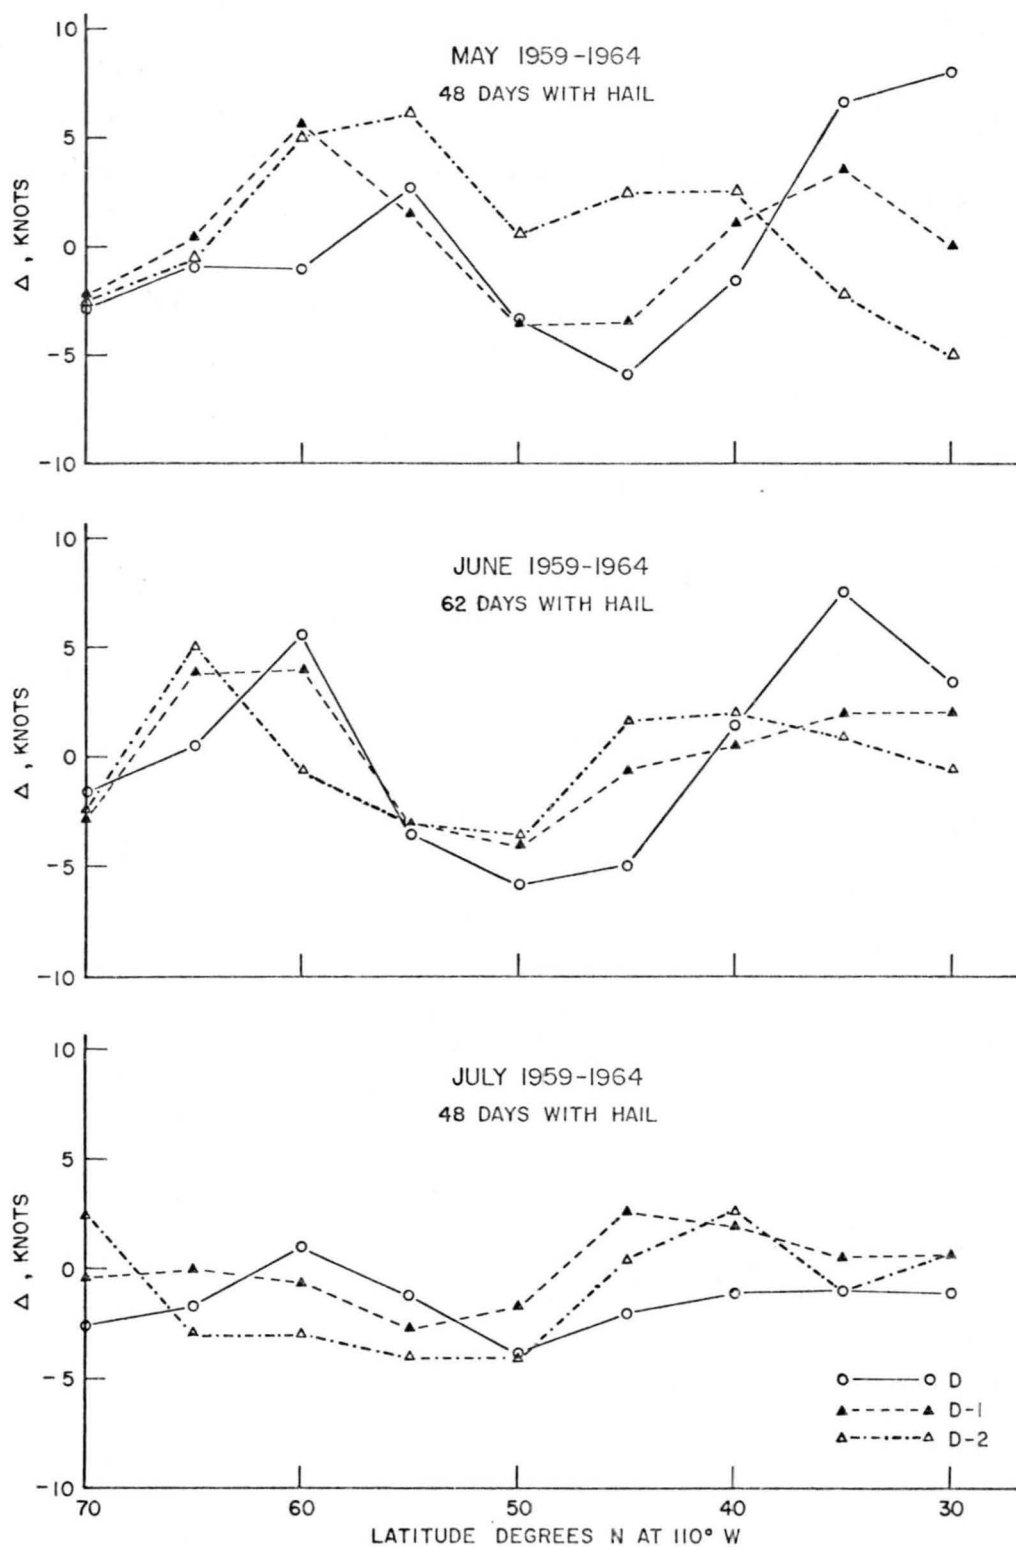 MAY 1959-1964
48 DAYS WITH HAIL
10
5
0
-5
-10
Δ, KNOTS
JUNE 1959-1964
62 DAYS WITH HAIL
10
5
0
-5
-10
Δ, KNOTS
JULY 1959-1964
48 DAYS WITH HAIL
10
5
0
-5
-10
Δ, KNOTS
D
D-1
D-2
70 60 50 40 30
LATITUDE DEGREES N AT 110° W